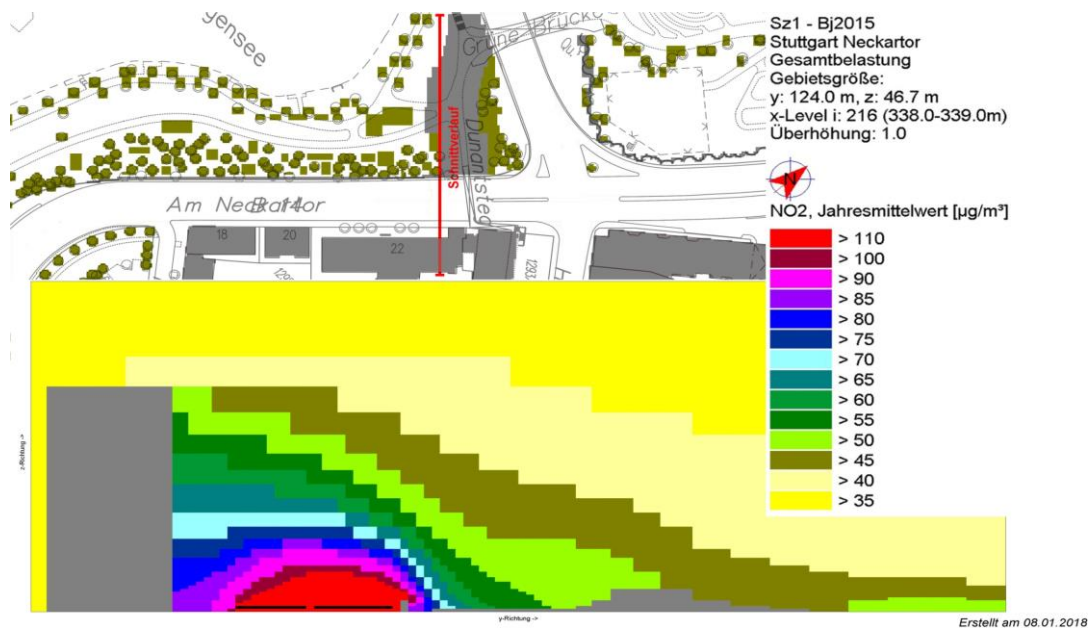 gensee
Grüne Brücke
Schnittverlauf
Dunantsteg
Am Neckartor
B 14
18
20
22
Sz1 - Bj2015
Stuttgart Neckartor
Gesamtbelastung
Gebietsgröße:
y: 124.0 m, z: 46.7 m
x-Level i: 216 (338.0-339.0m)
Überhöhung: 1.0
N
NO2, Jahresmittelwert [µg/m³]
> 110
> 100
> 90
> 85
> 80
> 75
> 70
> 65
> 60
> 55
> 50
> 45
> 40
> 35
z-Richtung ->
y-Richtung ->
Erstellt am 08.01.2018